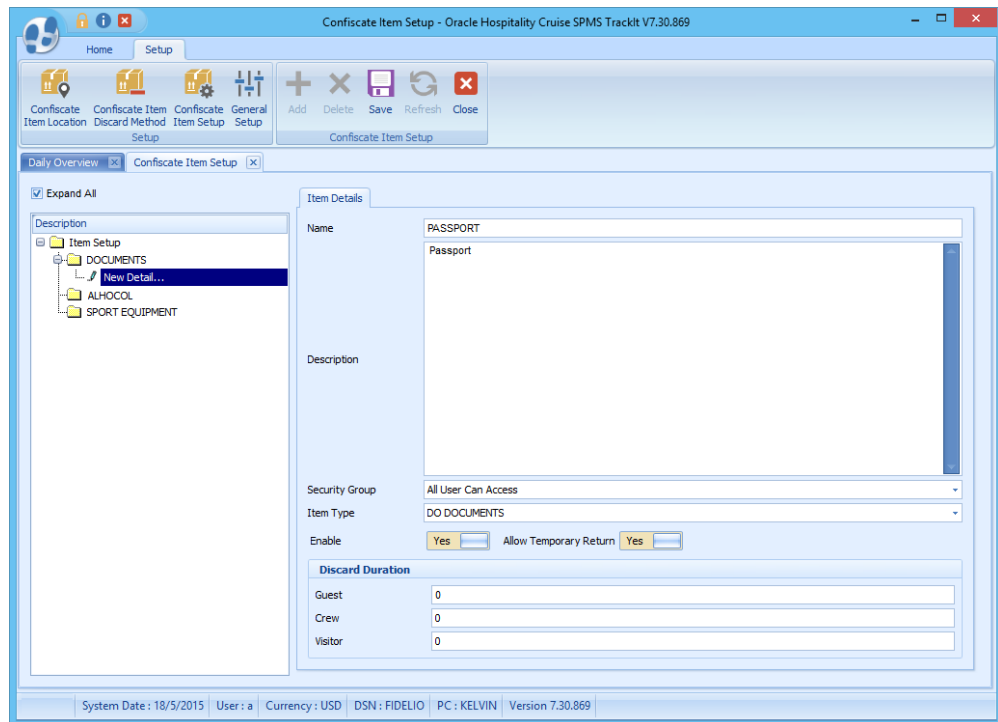 Confiscate Item Setup - Oracle Hospitality Cruise SPMS TrackIt V7.30.869
Home Setup
Confiscate Item Location
Confiscate Item Discard Method
Confiscate Item Setup
General Setup
Add Delete Save Refresh Close
Setup Confiscate Item Setup
Daily Overview Confiscate Item Setup
Expand All
Description
Item Setup
DOCUMENTS
New Detail...
ALHOCOL
SPORT EQUIPMENT
Item Details
Name PASSPORT
Description Passport
Security Group All User Can Access
Item Type DO DOCUMENTS
Enable Yes Allow Temporary Return Yes
Discard Duration
Guest 0
Crew 0
Visitor 0
System Date : 18/5/2015 User : a Currency : USD DSN : FIDELIO PC : KELVIN Version 7.30.869